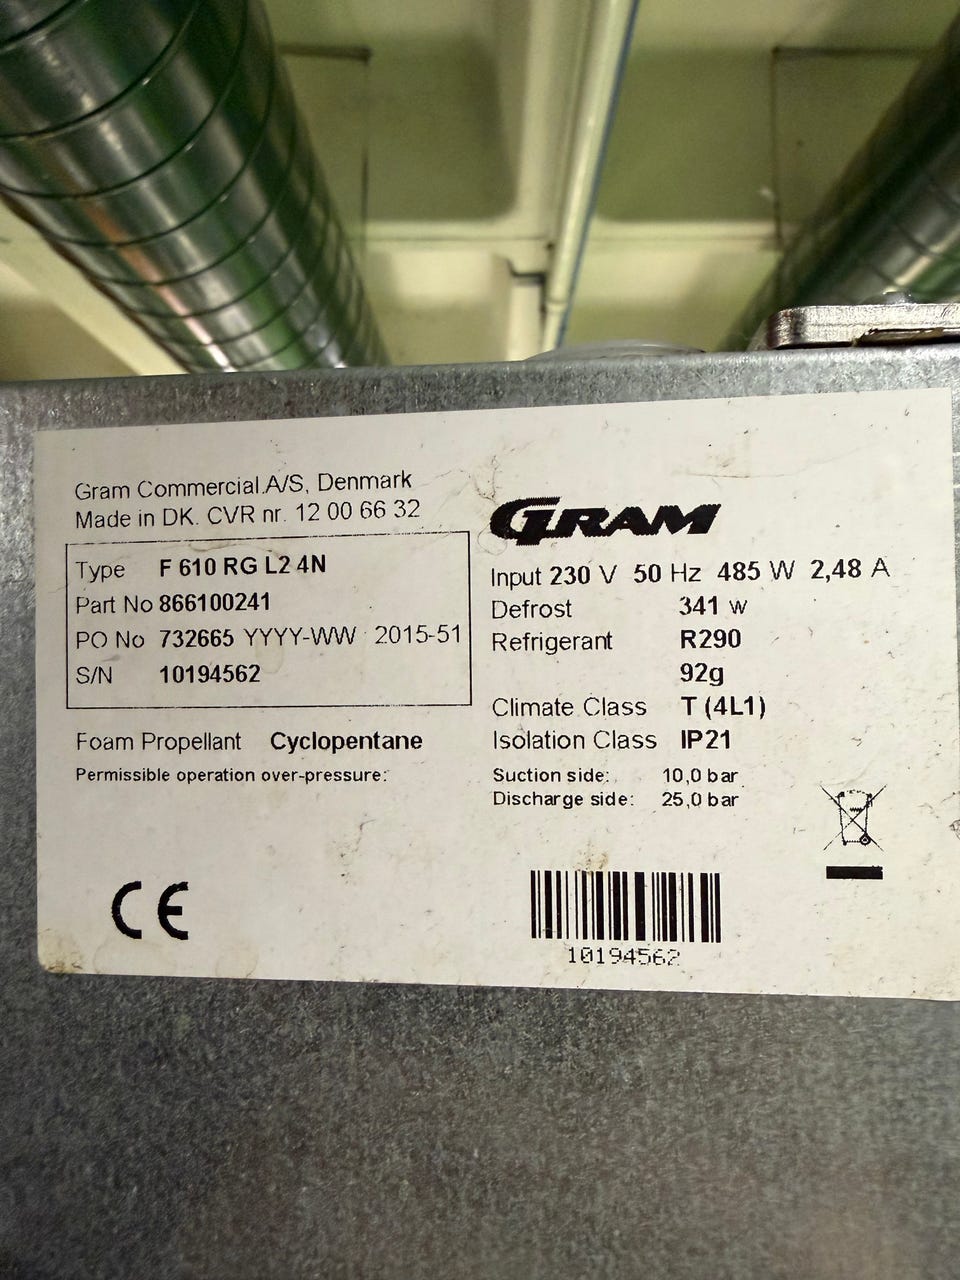 Gram Commercial A/S, Denmark
Made in DK. CVR nr. 12 00 66 32
Type F 610 RG L2 4N
Part No 866100241
PO No 732665 YYYY-WW 2015-51
S/N 10194562
Foam Propellant Cyclopentane
Permissible operation over-pressure:
GRAM
Input 230 V 50 Hz 485 W 2,48 A
Defrost 341 W
Refrigerant R290
92g
Climate Class T (4L1)
Isolation Class IP21
Suction side: 10,0 bar
Discharge side: 25,0 bar
CE
10194562